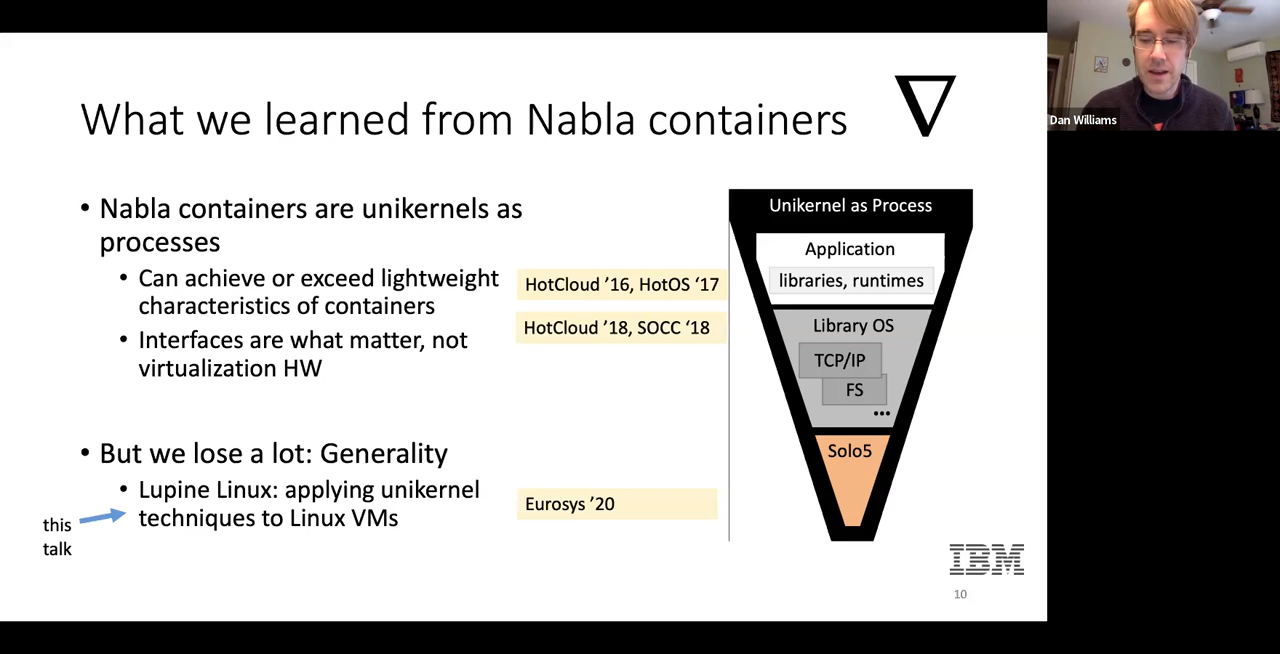 What we learned from Nabla containers
• Nabla containers are unikernels as
processes
• Can achieve or exceed lightweight
characteristics of containers
HotCloud ’16, HotOS ‘17
• Interfaces are what matter, not
virtualization HW
HotCloud ’18, SOCC ‘18
• But we lose a lot: Generality
• Lupine Linux: applying unikernel
techniques to Linux VMs
Eurosys ’20
this
talk
Unikernel as Process
Application
libraries, runtimes
Library OS
TCP/IP
FS
•••
Solo5
IBM
10
Dan Williams